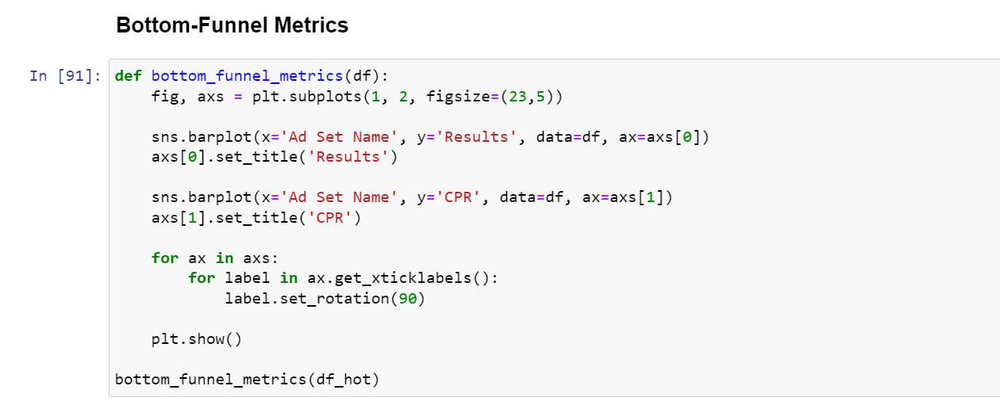 Bottom-Funnel Metrics
In [91]: def bottom_funnel_metrics(df):
    fig, axs = plt.subplots(1, 2, figsize=(23,5))
    sns.barplot(x='Ad Set Name', y='Results', data=df, ax=axs[0])
    axs[0].set_title('Results')
    sns.barplot(x='Ad Set Name', y='CPR', data=df, ax=axs[1])
    axs[1].set_title('CPR')
    for ax in axs:
        for label in ax.get_xticklabels():
            label.set_rotation(90)
    plt.show()
bottom_funnel_metrics(df_hot)